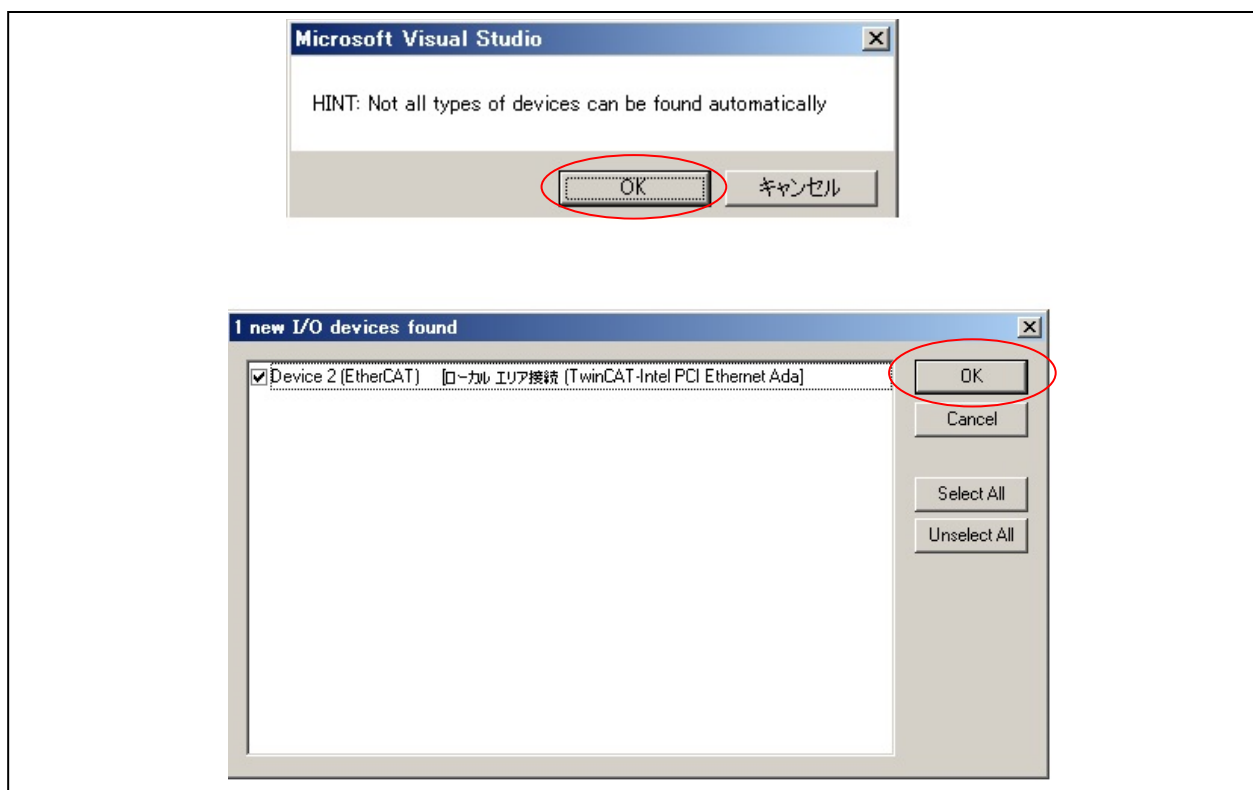 Microsoft Visual Studio
HINT: Not all types of devices can be found automatically
OK
キャンセル
1 new I/O devices found
Device 2 (EtherCAT) [ローカル エリア接続 (TwinCAT-Intel PCI Ethernet Ada]
OK
Cancel
Select All
Unselect All